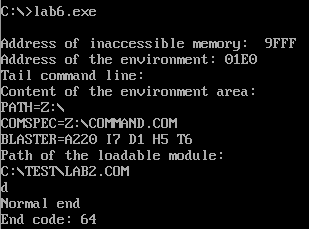 C:\>lab6.exe
Address of inaccessible memory:  9FFF
Address of the environment: 01E0
Tail command line:
Content of the environment area:
PATH=Z:\
COMSPEC=Z:\COMMAND.COM
BLASTER=A220 I7 D1 H5 T6
Path of the loadable module:
C:\TEST\LAB2.COM
d
Normal end
End code: 64